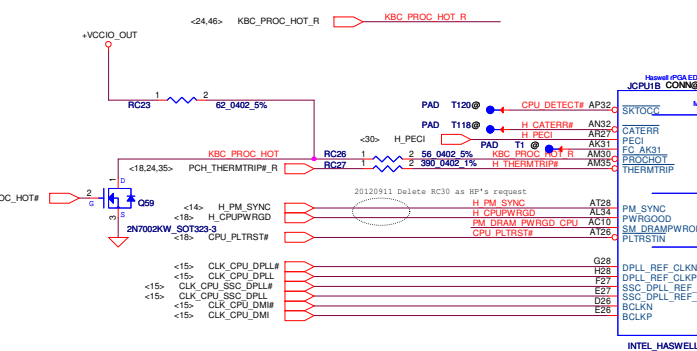 <24,46> KBC_PROC_HOT_R KBC_PROC_HOT_R
+VCCIO_OUT
Haswell rPGA ED
JCPU1B CONN@
1 2
RC23 62_0402_5%
PAD T120@ CPU_DETECT# AP32 SKTOCC
PAD T118@ H_CATERR# AN32 CATERR
<30> H_PECI H_PECI AR27 PECI
PAD T1 @ AK31 FC_AK31
KBC_PROC_HOT RC26 1 2 56_0402_5% KBC_PROC_HOT_R AM30 PROCHOT
<18,24,35> PCH_THERMTRIP#_R RC27 1 2 390_0402_1% H_THERMTRIP# AM35 THERMTRIP
20120911 Delete RC30 as HP's request
OC_HOT# 2 G 1 D 3 S Q59
2N7002KW_SOT323-3
<14> H_PM_SYNC H_PM_SYNC AT28 PM_SYNC
<18> H_CPUPWRGD H_CPUPWRGD AL34 PWRGOOD
PM_DRAM_PWRGD_CPU AC10 SM_DRAMPWRO
<18> CPU_PLTRST# CPU_PLTRST# AT26 PLTRSTIN
<15> CLK_CPU_DPLL# G28 DPLL_REF_CLKN
<15> CLK_CPU_DPLL H28 DPLL_REF_CLKP
<15> CLK_CPU_SSC_DPLL# F27 SSC_DPLL_REF_
<15> CLK_CPU_SSC_DPLL E27 SSC_DPLL_REF_
<15> CLK_CPU_DMI# D26 BCLKN
<15> CLK_CPU_DMI E26 BCLKP
INTEL_HASWELL